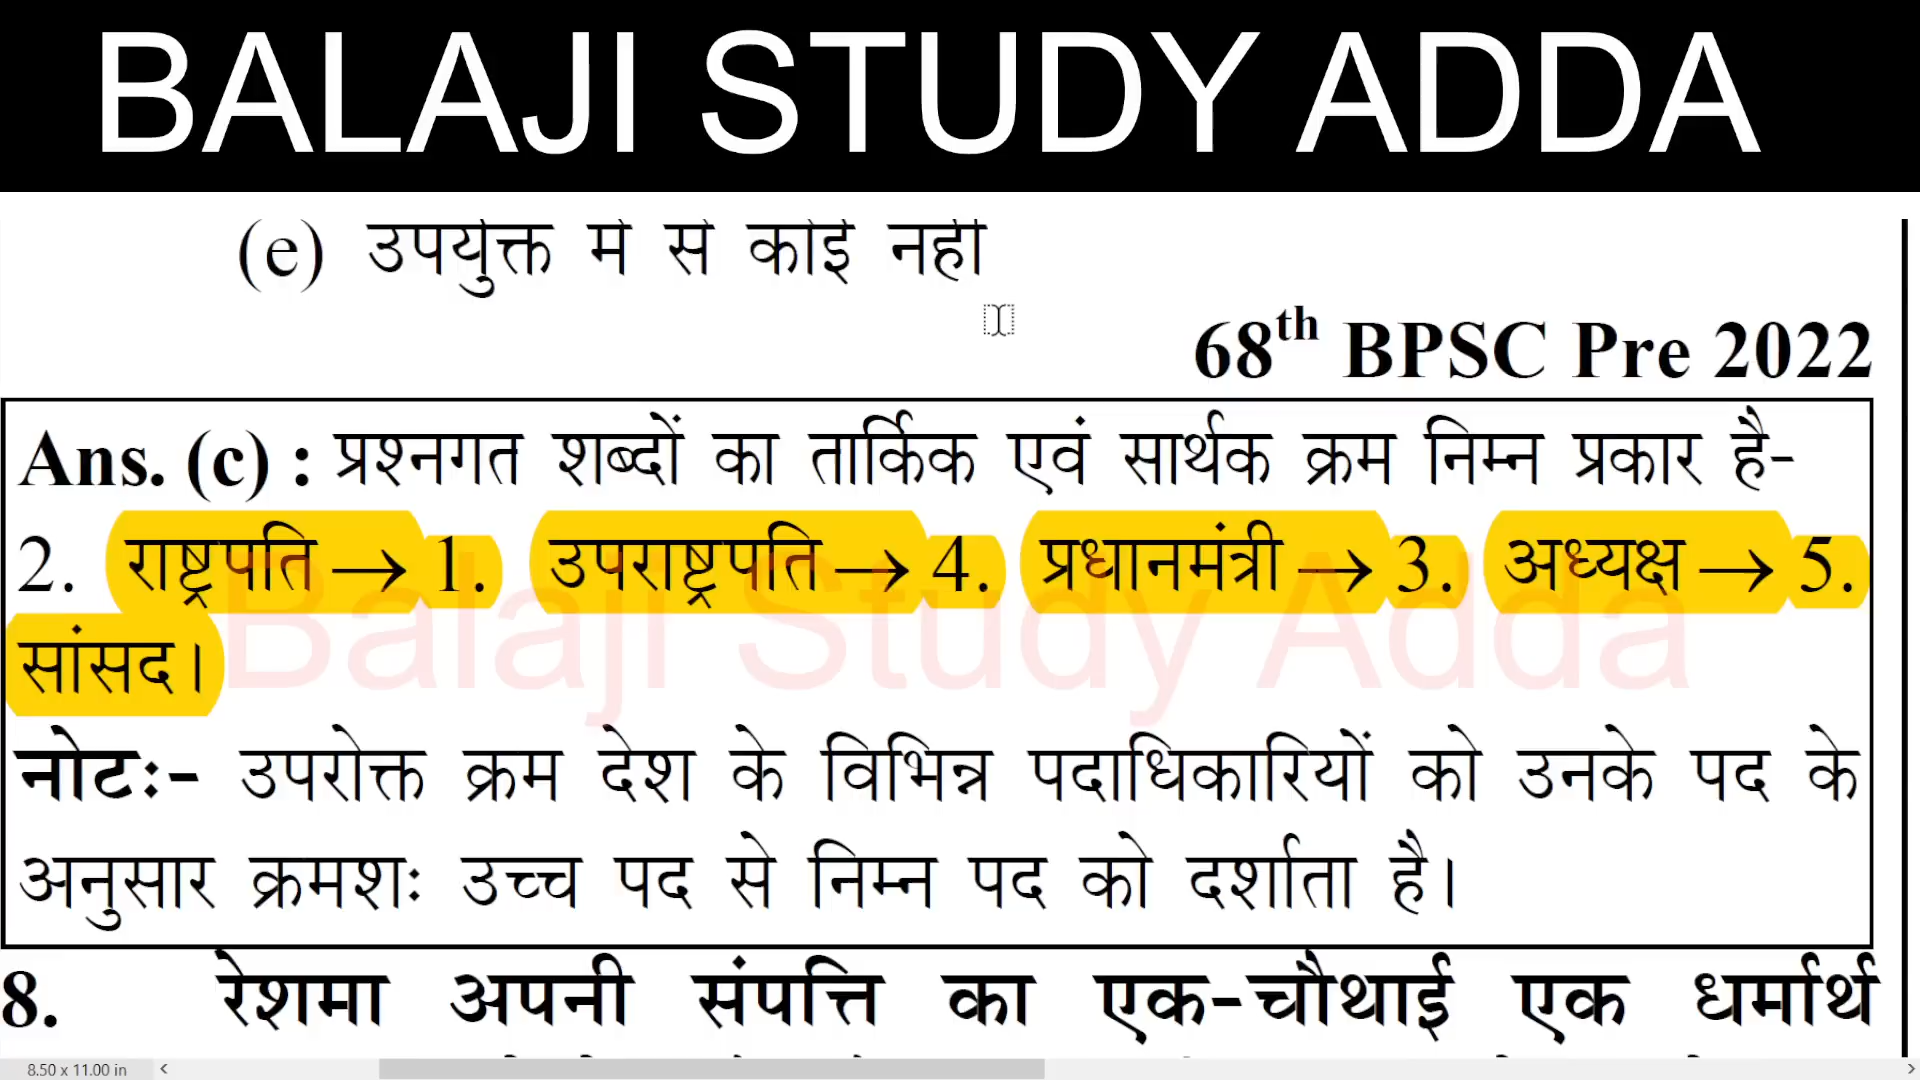 BALAJI STUDY ADDA
(e) उपर्युक्त में से कोई नहीं
68th BPSC Pre 2022
Ans. (c) : प्रश्नगत शब्दों का तार्किक एवं सार्थक क्रम निम्न प्रकार है-
2. राष्ट्रपति → 1. उपराष्ट्रपति → 4. प्रधानमंत्री → 3. अध्यक्ष → 5.
सांसद।
Balaji Study Adda
नोटः- उपरोक्त क्रम देश के विभिन्न पदाधिकारियों को उनके पद के
अनुसार क्रमशः उच्च पद से निम्न पद को दर्शाता है।
8. रेशमा अपनी संपत्ति का एक-चौथाई एक धर्मार्थ
8.50 x 11.00 in